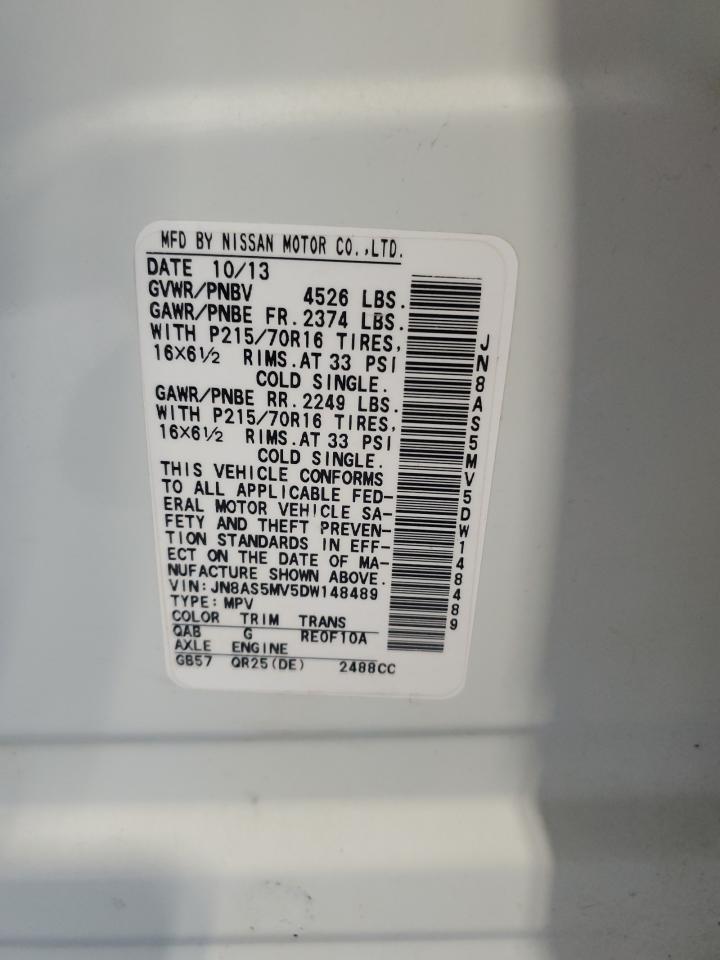 MFD BY NISSAN MOTOR CO.,LTD.
DATE 10/13
GVWR/PNBV 4526 LBS.
GAWR/PNBE FR. 2374 LBS.
WITH P215/70R16 TIRES,
16X6½ RIMS. AT 33 PSI
COLD SINGLE.
GAWR/PNBE RR. 2249 LBS.
WITH P215/70R16 TIRES,
16X6½ RIMS. AT 33 PSI
COLD SINGLE.
THIS VEHICLE CONFORMS
TO ALL APPLICABLE FED-
ERAL MOTOR VEHICLE SA-
FETY AND THEFT PREVEN-
TION STANDARDS IN EFF-
ECT ON THE DATE OF MA-
NUFACTURE SHOWN ABOVE.
VIN: JN8AS5MV5DW148489
TYPE: MPV
COLOR TRIM TRANS
QAB G RE0F10A
AXLE ENGINE
GB57 QR25(DE) 2488CC
JN8AS5MV5DW148489